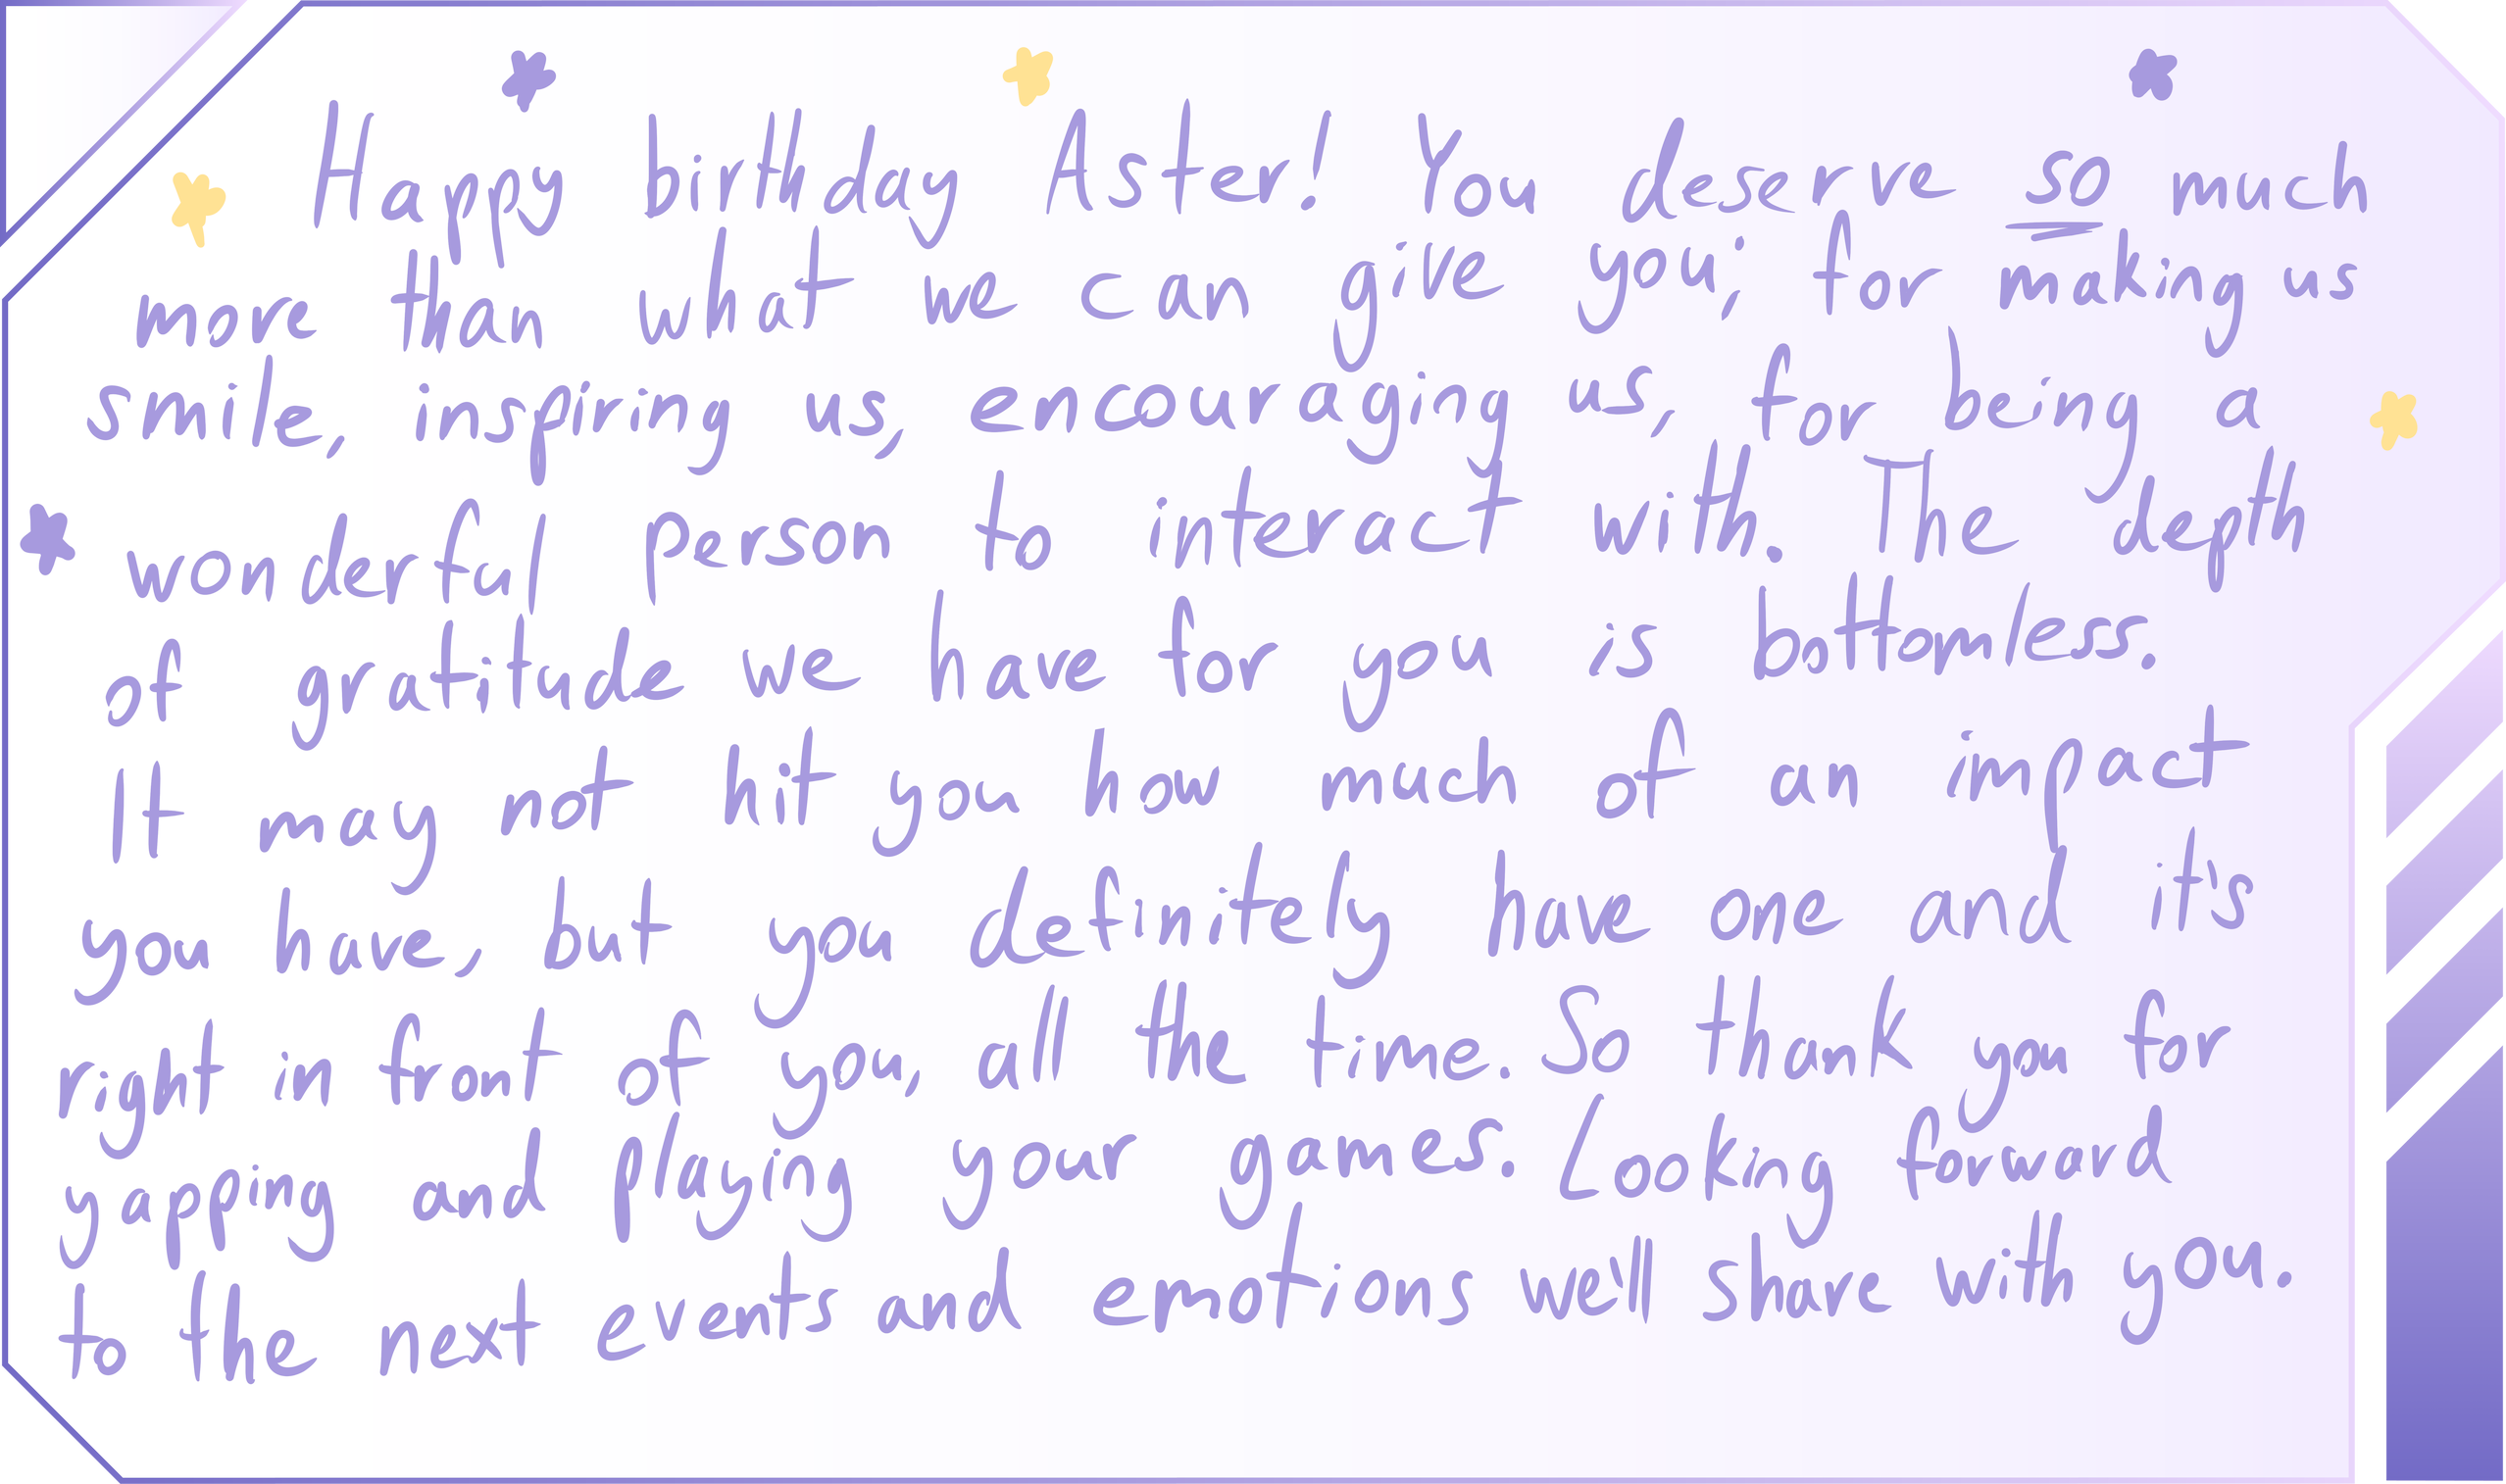 Happy birthday Aster! You deserve so much
more than what we can give you; for making us
smile, inspiring us, encouraging us, for being a
wonderful person to interact with. The depth
of gratitude we have for you is bottomless.
It may not hit you how much of an impact
you have, but you definitely have one and it's
right in front of you, all the time. So thank you for
yapping and playing your games. Looking forward
to the next events and emotions we'll share with you.